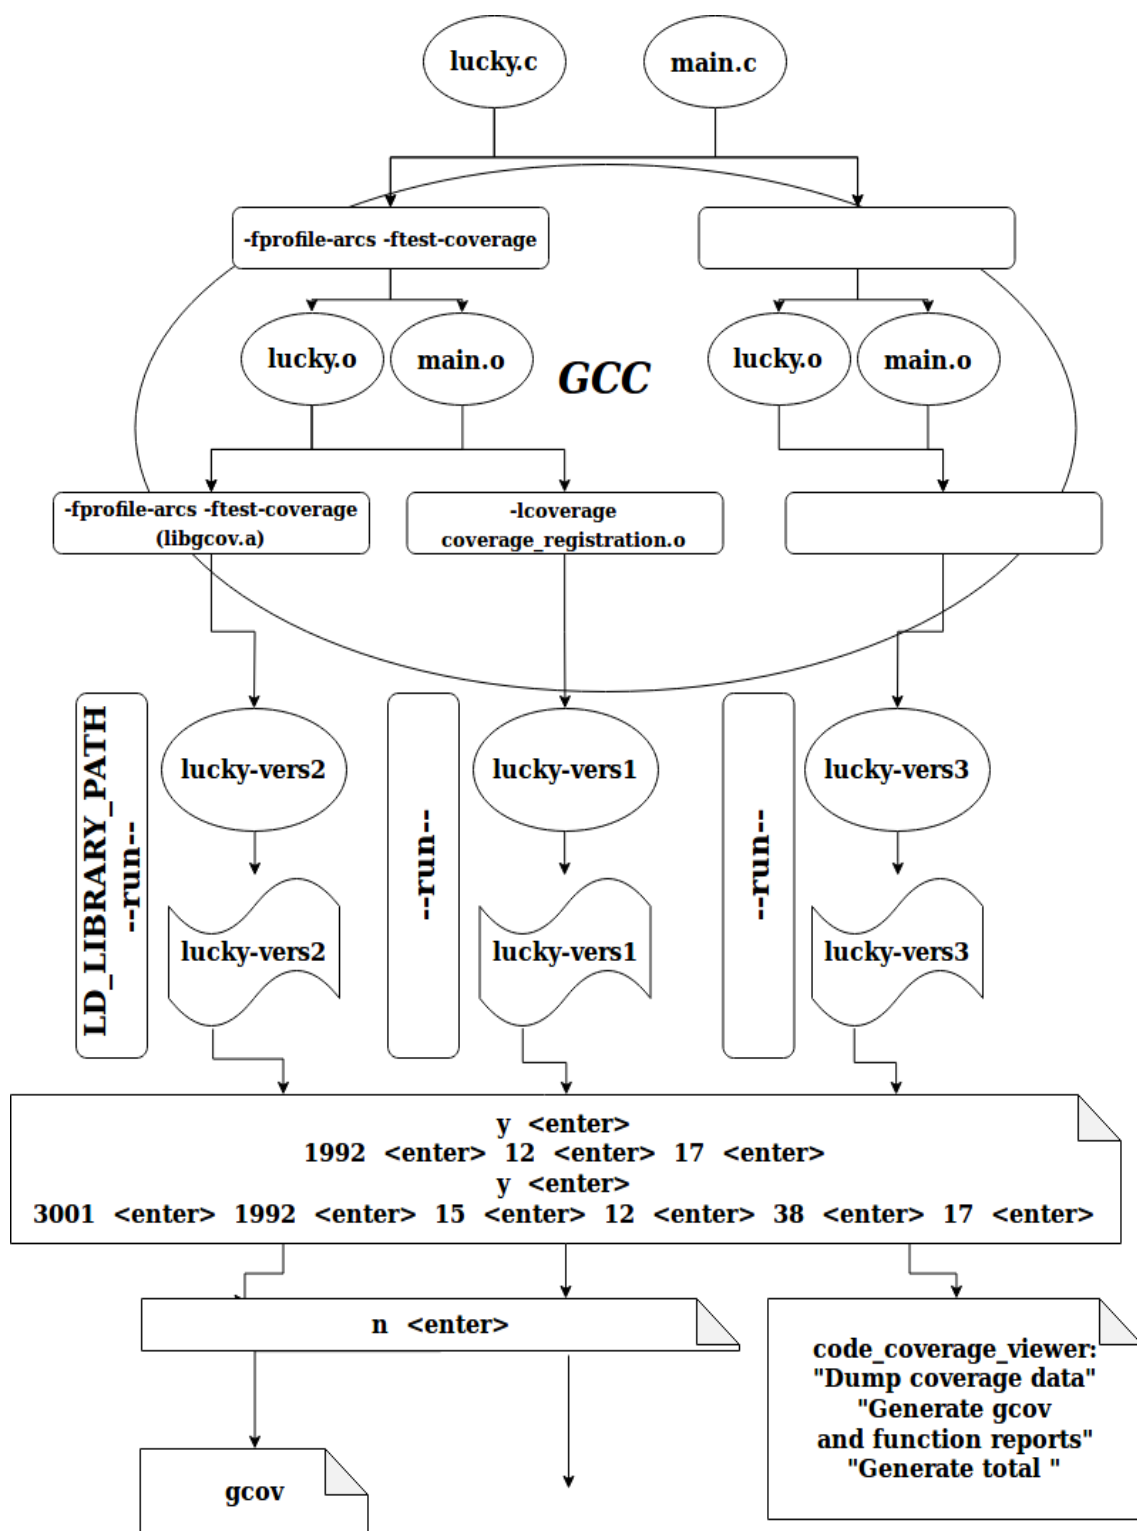 lucky.c
main.c
-fprofile-arcs -ftest-coverage
lucky.o
main.o
GCC
lucky.o
main.o
-fprofile-arcs -ftest-coverage
(libgcov.a)
-lcoverage
coverage_registration.o
LD_LIBRARY_PATH
--run--
lucky-vers2
--run--
lucky-vers1
--run--
lucky-vers3
lucky-vers2
lucky-vers1
lucky-vers3
y <enter>
1992 <enter> 12 <enter> 17 <enter>
y <enter>
3001 <enter> 1992 <enter> 15 <enter> 12 <enter> 38 <enter> 17 <enter>
n <enter>
code_coverage_viewer:
"Dump coverage data"
"Generate gcov
and function reports"
"Generate total "
gcov